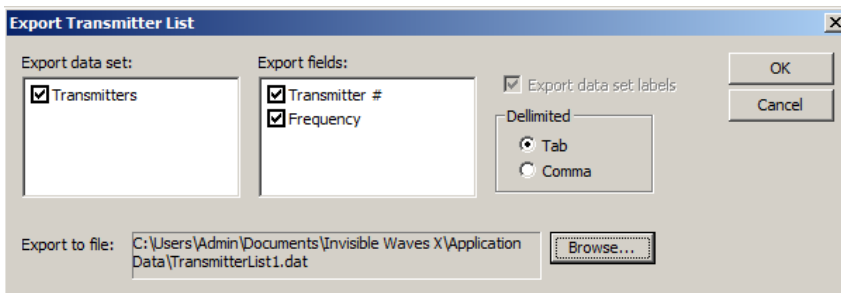 Export Transmitter List
Export data set:
Transmitters
Export fields:
Transmitter #
Frequency
Export data set labels
Dellimited
Tab
Comma
OK
Cancel
Export to file:
C:\Users\Admin\Documents\Invisible Waves X\Application
Data\TransmitterList1.dat
Browse...